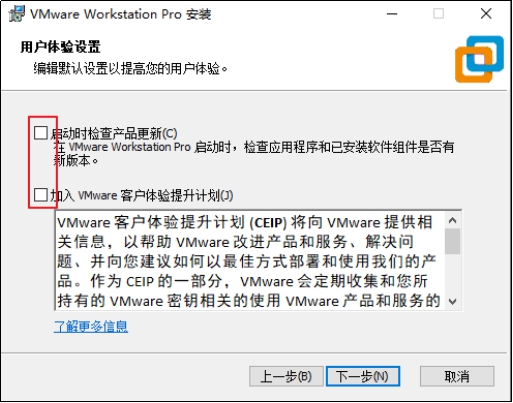 VMware Workstation Pro 安装
用户体验设置
编辑默认设置以提高您的用户体验。
启动时检查产品更新(C)
在 VMware Workstation Pro 启动时，检查应用程序和已安装软件组件是否有
新版本。
加入 VMware 客户体验提升计划(J)
VMware 客户体验提升计划 (CEIP) 将向 VMware 提供相
关信息，以帮助 VMware 改进产品和服务、解决问
题、并向您建议如何以最佳方式部署和使用我们的产
品。作为 CEIP 的一部分，VMware 会定期收集和您所
持有的 VMware 密钥相关的使用 VMware 产品和服务的
了解更多信息
上一步(B) 下一步(N) 取消